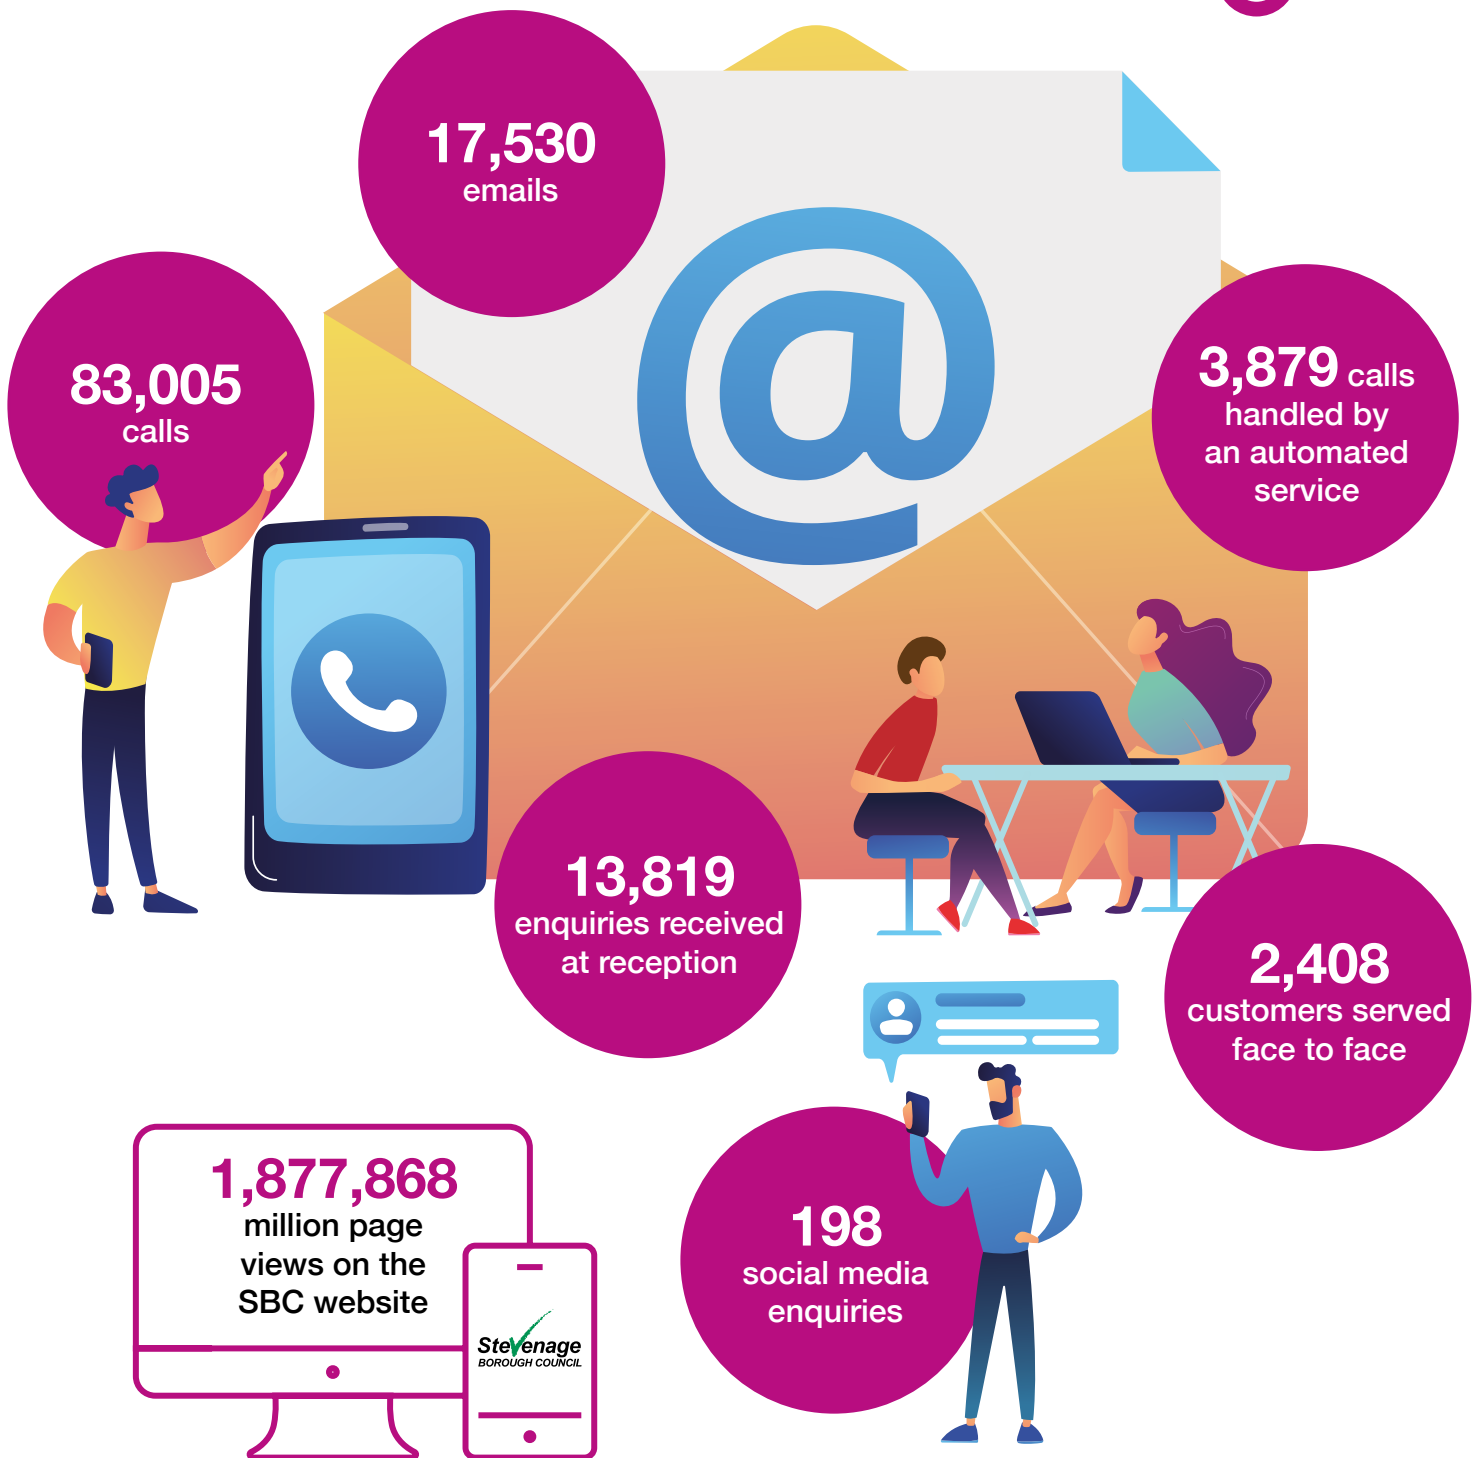 17,530
emails
83,005
calls
3,879 calls
handled by
an automated
service
@
13,819
enquiries received
at reception
2,408
customers served
face to face
1,877,868
million page
views on the
SBC website
Stevenage
BOROUGH COUNCIL
198
social media
enquiries